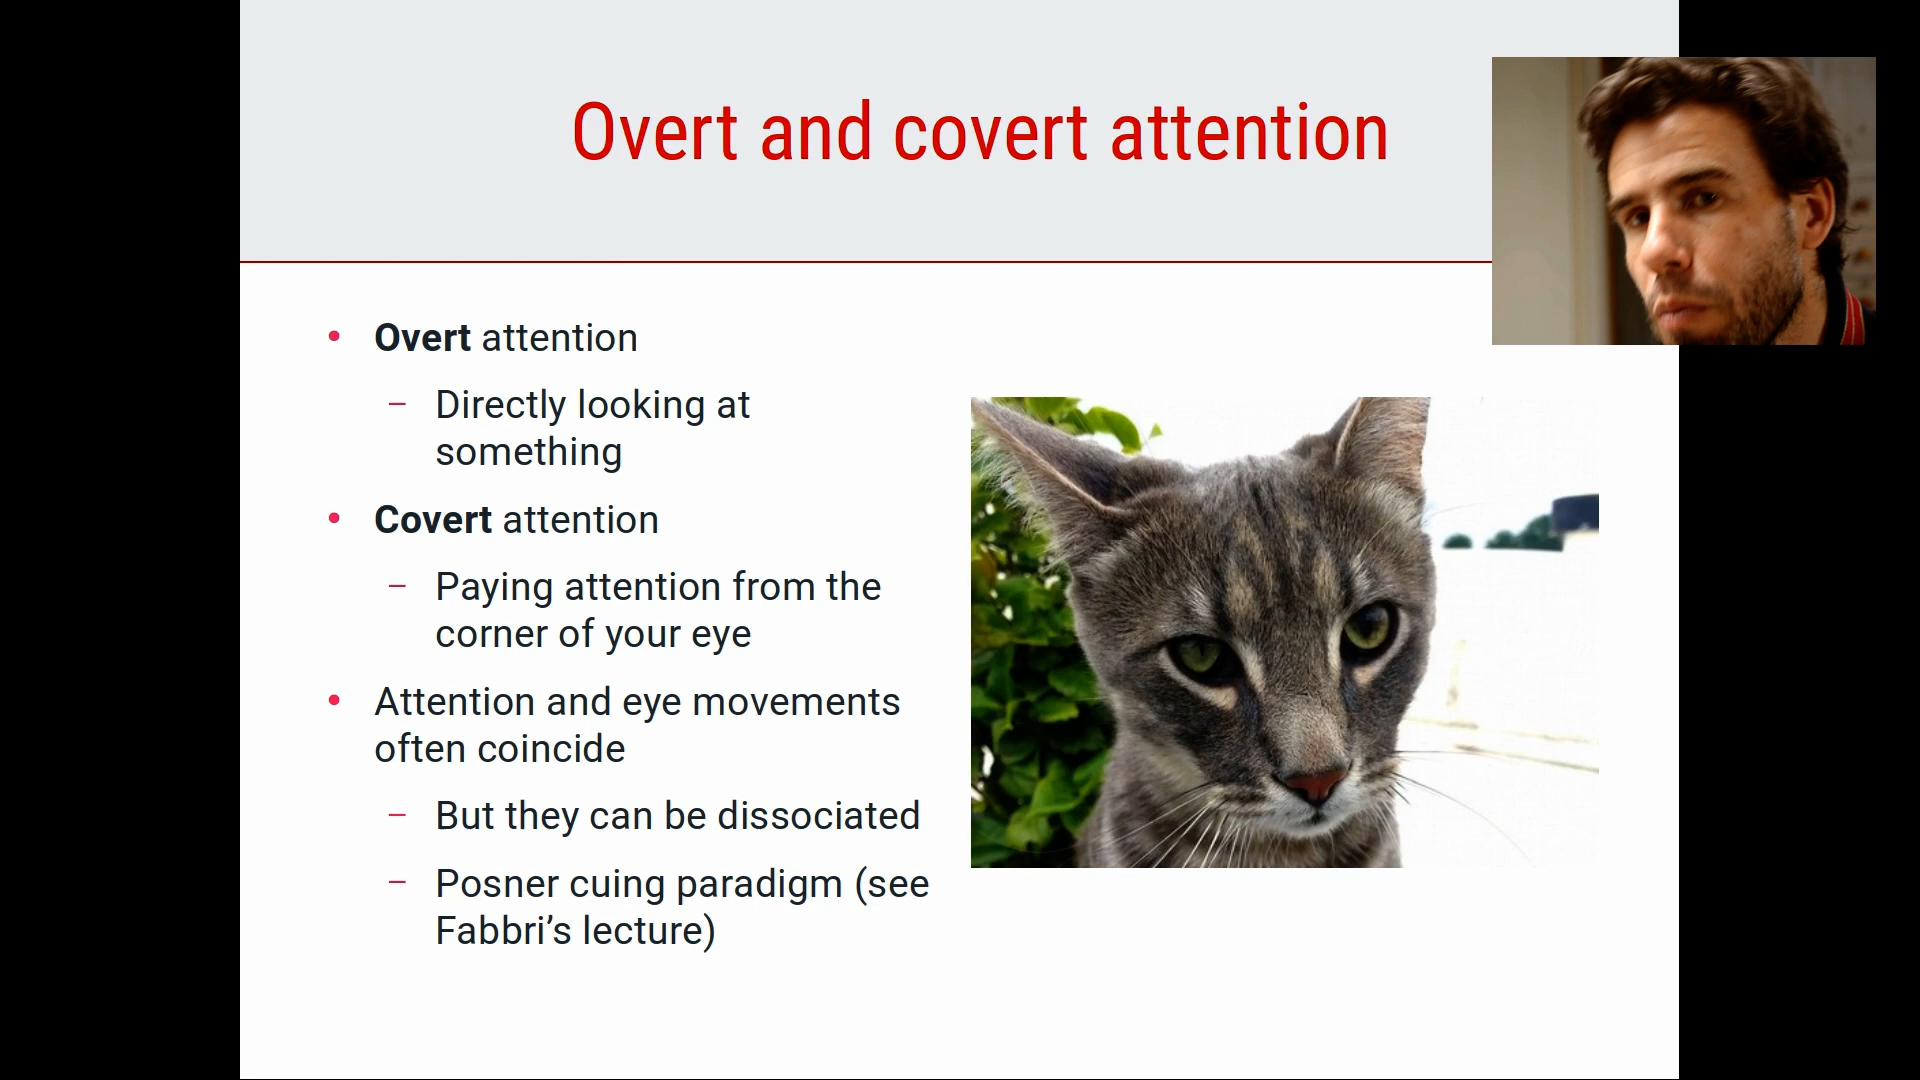 Overt and covert attention
• Overt attention
– Directly looking at
something
• Covert attention
– Paying attention from the
corner of your eye
• Attention and eye movements
often coincide
– But they can be dissociated
– Posner cuing paradigm (see
Fabbri’s lecture)